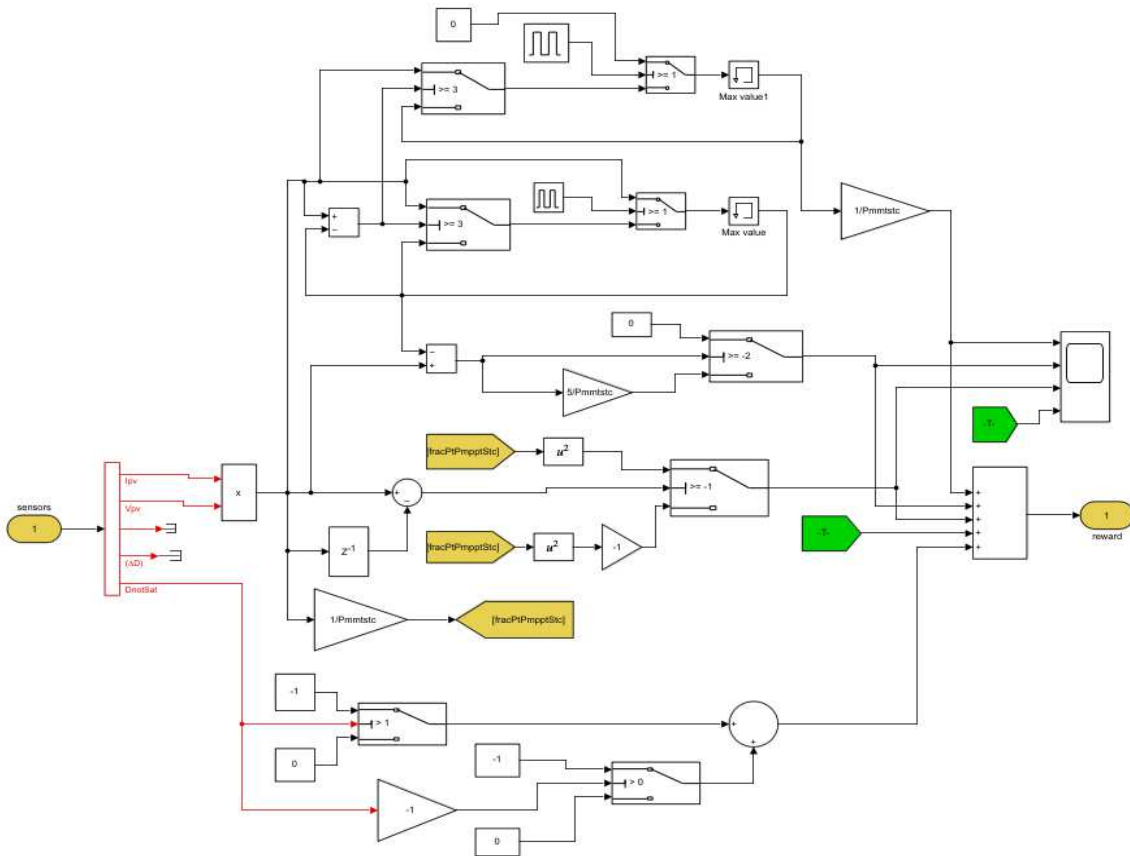 0
>= 3
>= 1
Max value1
+
−
>= 3
>= 1
Max value
1/Pmmtstc
0
−
+
>= -2
5/Pmmtstc
-T-
[fracPtPmpptStc]
u²
>= -1
sensors
1
Ipv
Vpv
(ΔD)
DnotSat
x
+
−
z⁻¹
[fracPtPmpptStc]
u²
-1
-T-
+
+
+
+
+
1
reward
1/Pmmtstc
[fracPtPmpptStc]
-1
> 1
0
+
+
-1
> 0
-1
0